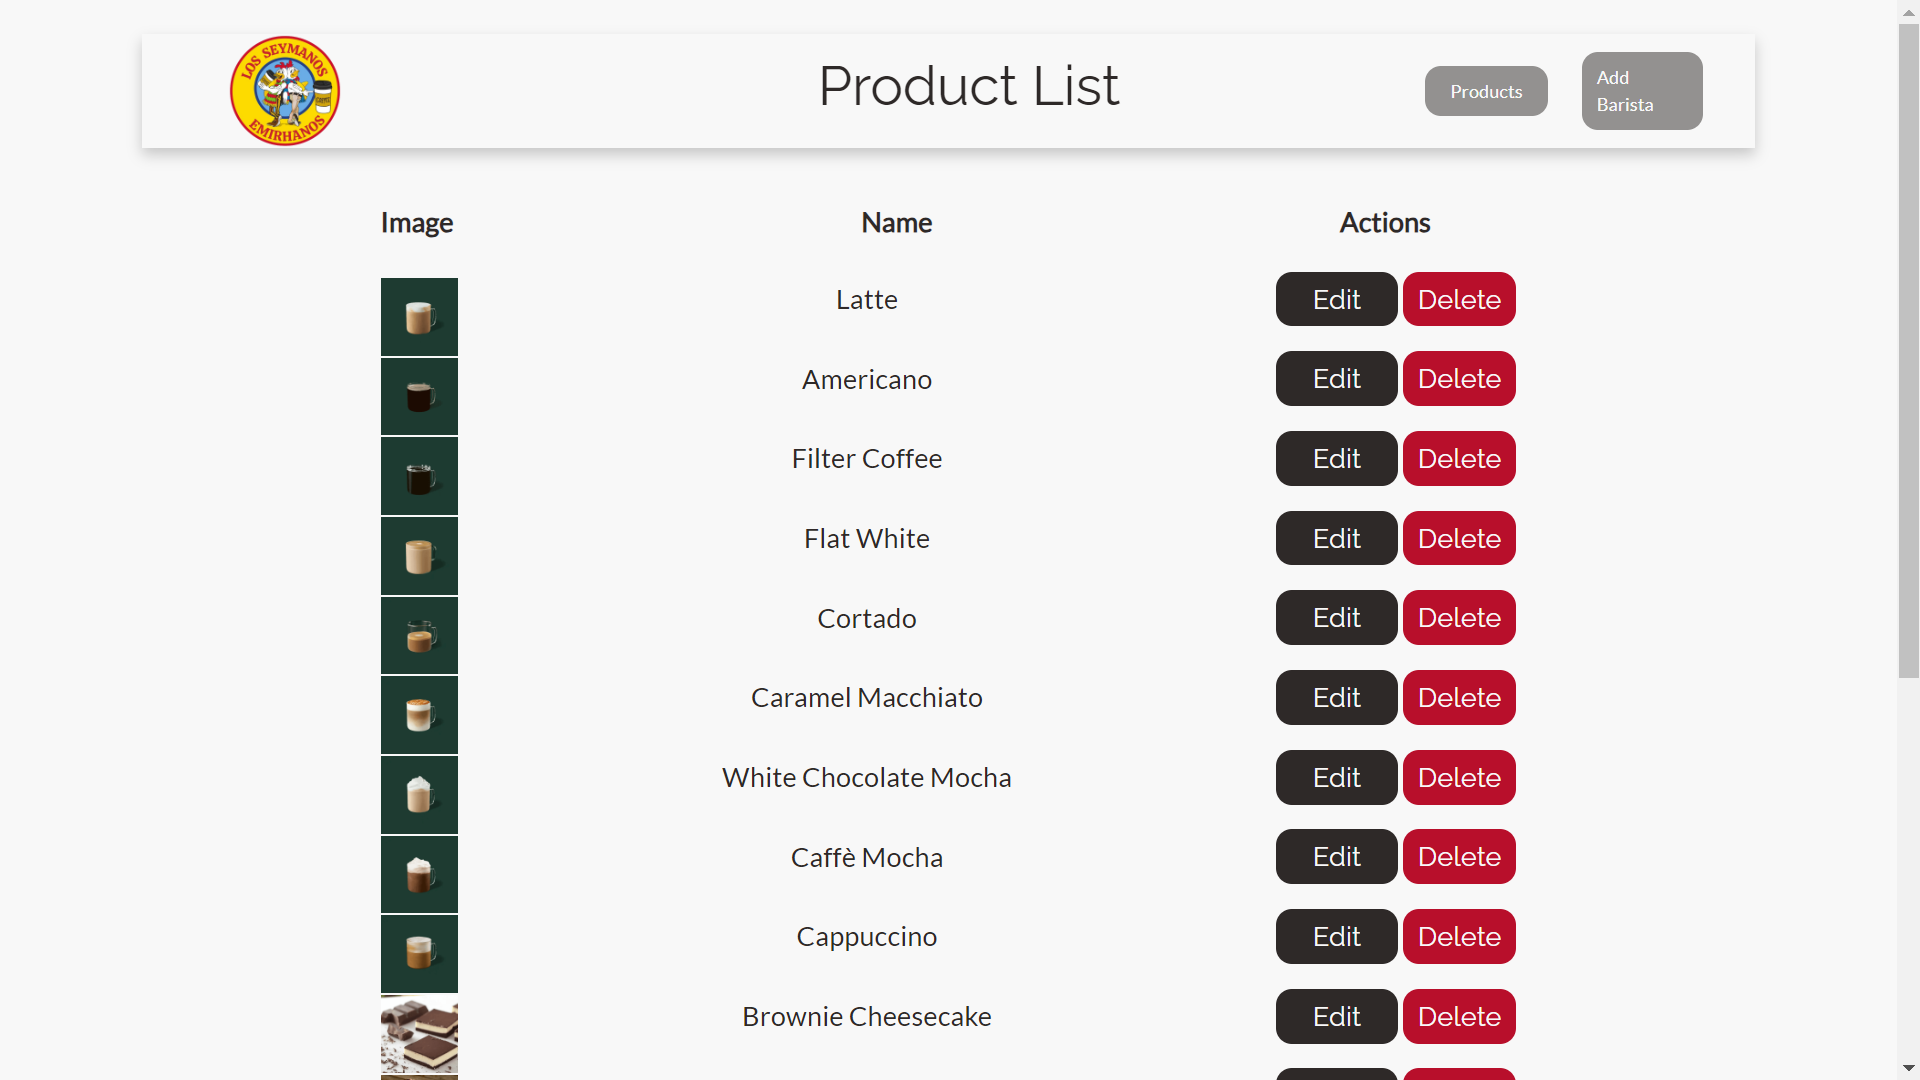 LOS SEYMANOS
EMIRHANOS
Product List
Products
Add
Barista
Image Name Actions
Latte Edit Delete
Americano Edit Delete
Filter Coffee Edit Delete
Flat White Edit Delete
Cortado Edit Delete
Caramel Macchiato Edit Delete
White Chocolate Mocha Edit Delete
Caffè Mocha Edit Delete
Cappuccino Edit Delete
Brownie Cheesecake Edit Delete